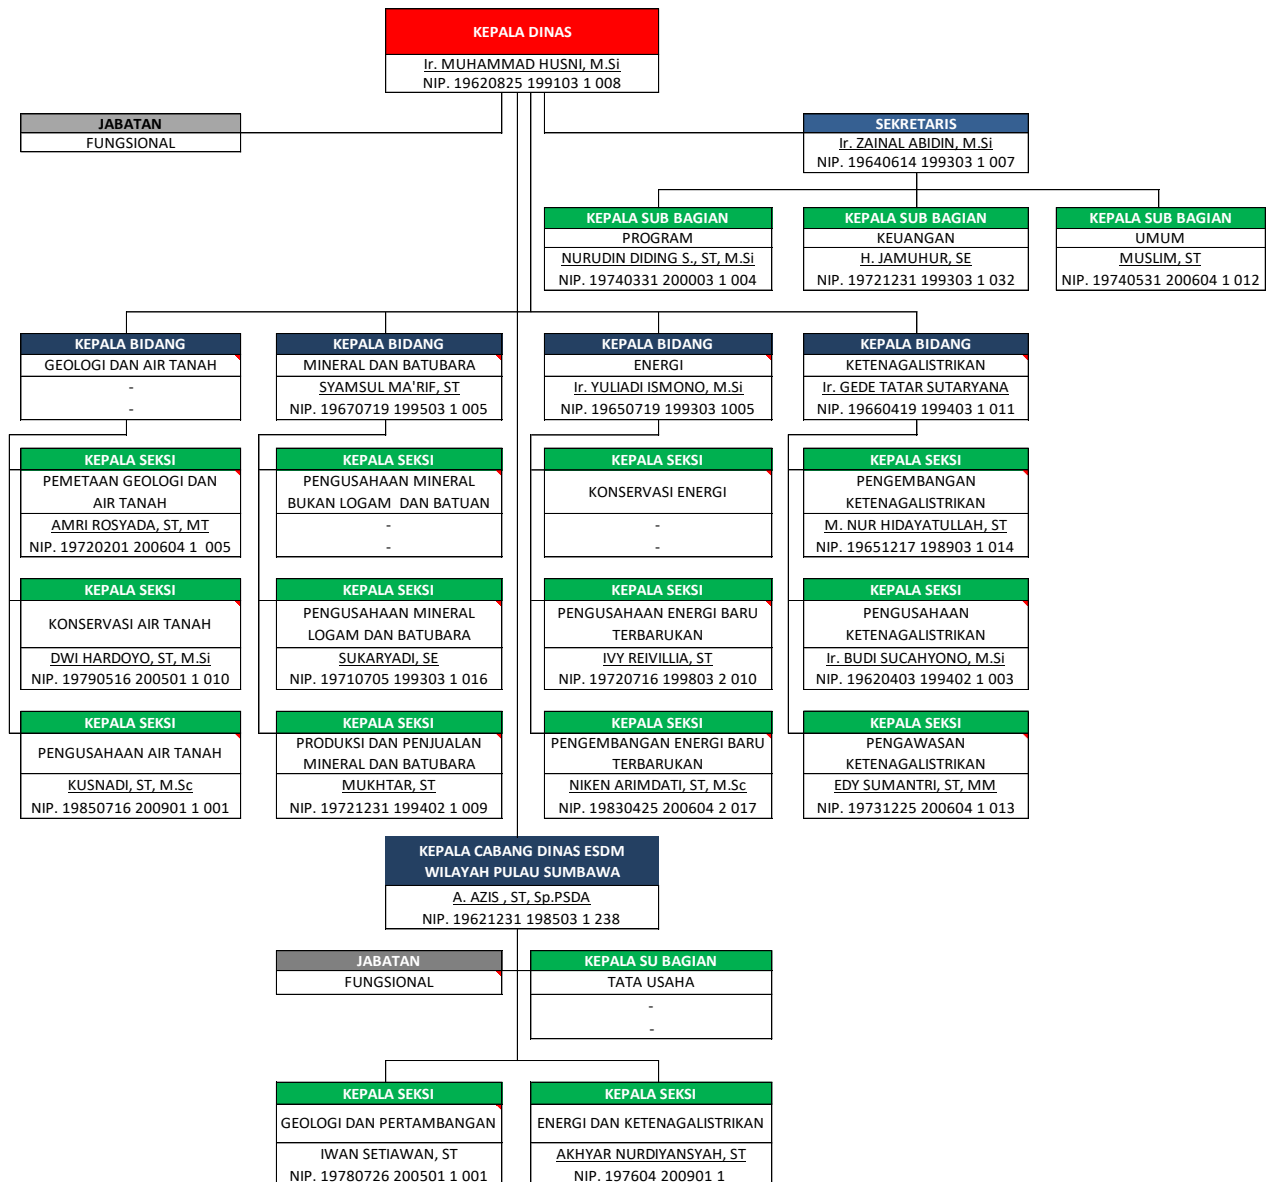 KEPALA DINAS
Ir. MUHAMMAD HUSNI, M.Si
NIP. 19620825 199103 1 008
JABATAN
FUNGSIONAL
SEKRETARIS
Ir. ZAINAL ABIDIN, M.Si
NIP. 19640614 199303 1 007
KEPALA SUB BAGIAN
PROGRAM
NURUDIN DIDING S., ST, M.Si
NIP. 19740331 200003 1 004
KEPALA SUB BAGIAN
KEUANGAN
H. JAMUHUR, SE
NIP. 19721231 199303 1 032
KEPALA SUB BAGIAN
UMUM
MUSLIM, ST
NIP. 19740531 200604 1 012
KEPALA BIDANG
GEOLOGI DAN AIR TANAH
-
-
KEPALA BIDANG
MINERAL DAN BATUBARA
SYAMSUL MA'RIF, ST
NIP. 19670719 199503 1 005
KEPALA BIDANG
ENERGI
Ir. YULIADI ISMONO, M.Si
NIP. 19650719 199303 1005
KEPALA BIDANG
KETENAGALISTRIKAN
Ir. GEDE TATAR SUTARYANA
NIP. 19660419 199403 1 011
KEPALA SEKSI
PEMETAAN GEOLOGI DAN
AIR TANAH
AMRI ROSYADA, ST, MT
NIP. 19720201 200604 1  005
KEPALA SEKSI
PENGUSAHAAN MINERAL
BUKAN LOGAM  DAN BATUAN
-
-
KEPALA SEKSI
KONSERVASI ENERGI
-
-
KEPALA SEKSI
PENGEMBANGAN
KETENAGALISTRIKAN
M. NUR HIDAYATULLAH, ST
NIP. 19651217 198903 1 014
KEPALA SEKSI
KONSERVASI AIR TANAH
DWI HARDOYO, ST, M.Si
NIP. 19790516 200501 1 010
KEPALA SEKSI
PENGUSAHAAN MINERAL
LOGAM DAN BATUBARA
SUKARYADI, SE
NIP. 19710705 199303 1 016
KEPALA SEKSI
PENGUSAHAAN ENERGI BARU
TERBARUKAN
IVY REIVILLIA, ST
NIP. 19720716 199803 2 010
KEPALA SEKSI
PENGUSAHAAN
KETENAGALISTRIKAN
Ir. BUDI SUCAHYONO, M.Si
NIP. 19620403 199402 1 003
KEPALA SEKSI
PENGUSAHAAN AIR TANAH
KUSNADI, ST, M.Sc
NIP. 19850716 200901 1 001
KEPALA SEKSI
PRODUKSI DAN PENJUALAN
MINERAL DAN BATUBARA
MUKHTAR, ST
NIP. 19721231 199402 1 009
KEPALA SEKSI
PENGEMBANGAN ENERGI BARU
TERBARUKAN
NIKEN ARIMDATI, ST, M.Sc
NIP. 19830425 200604 2 017
KEPALA SEKSI
PENGAWASAN
KETENAGALISTRIKAN
EDY SUMANTRI, ST, MM
NIP. 19731225 200604 1 013
KEPALA CABANG DINAS ESDM
WILAYAH PULAU SUMBAWA
A. AZIS , ST, Sp.PSDA
NIP. 19621231 198503 1 238
JABATAN
FUNGSIONAL
KEPALA SU BAGIAN
TATA USAHA
-
-
KEPALA SEKSI
GEOLOGI DAN PERTAMBANGAN
IWAN SETIAWAN, ST
NIP. 19780726 200501 1 001
KEPALA SEKSI
ENERGI DAN KETENAGALISTRIKAN
AKHYAR NURDIYANSYAH, ST
NIP. 197604 200901 1